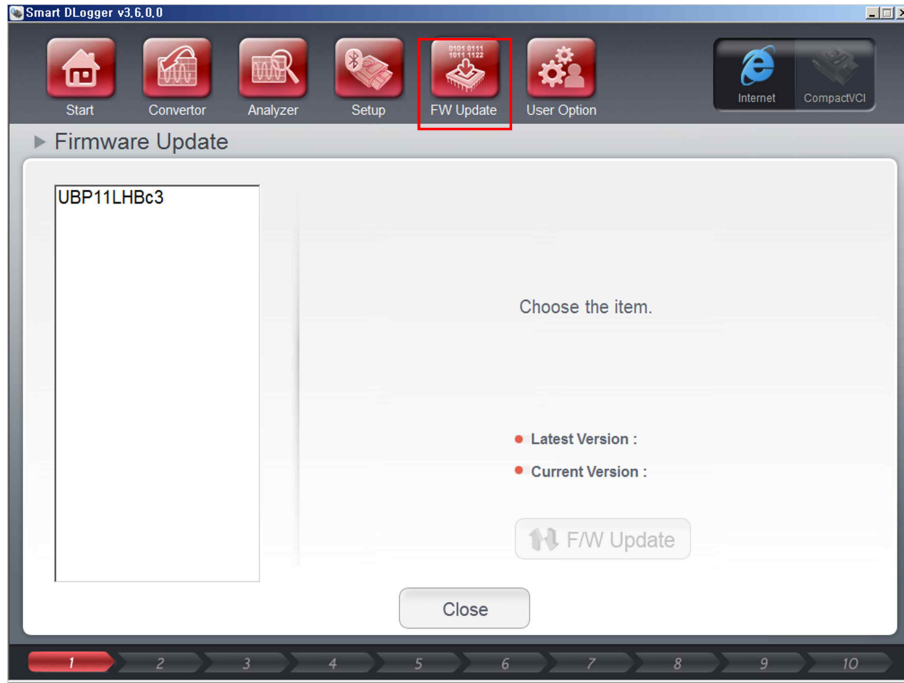 Smart DLogger v3,6,0,0
0101 0111
1011 1122
Start
Convertor
Analyzer
Setup
FW Update
User Option
Internet
CompactVCI
Firmware Update
UBP11LHBc3
Choose the item.
Latest Version :
Current Version :
F/W Update
Close
1 2 3 4 5 6 7 8 9 10